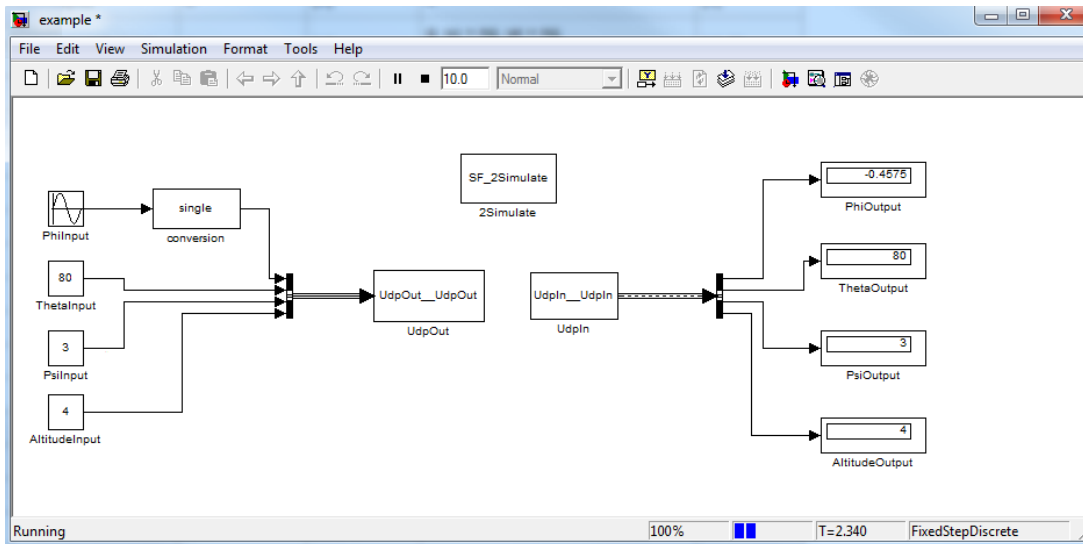 example *
File Edit View Simulation Format Tools Help
10.0 Normal
SF_2Simulate
2Simulate
-0.4575
PhiOutput
single
PhiInput
conversion
80
ThetaInput
80
ThetaOutput
UdpOut__UdpOut
UdpOut
UdpIn__UdpIn
UdpIn
3
PsiInput
3
PsiOutput
4
AltitudeInput
4
AltitudeOutput
Running 100% T=2.340 FixedStepDiscrete